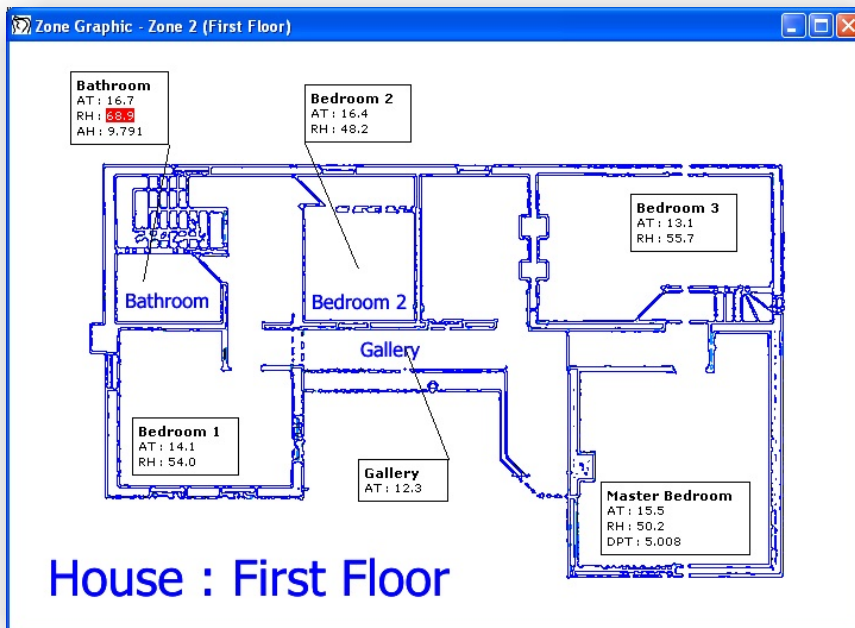 Zone Graphic - Zone 2 (First Floor)
Bathroom
AT : 16.7
RH : 68.9
AH : 9.791
Bedroom 2
AT : 16.4
RH : 48.2
Bedroom 3
AT : 13.1
RH : 55.7
Bathroom
Bedroom 2
Gallery
Bedroom 1
AT : 14.1
RH : 54.0
Gallery
AT : 12.3
Master Bedroom
AT : 15.5
RH : 50.2
DPT : 5.008
House : First Floor